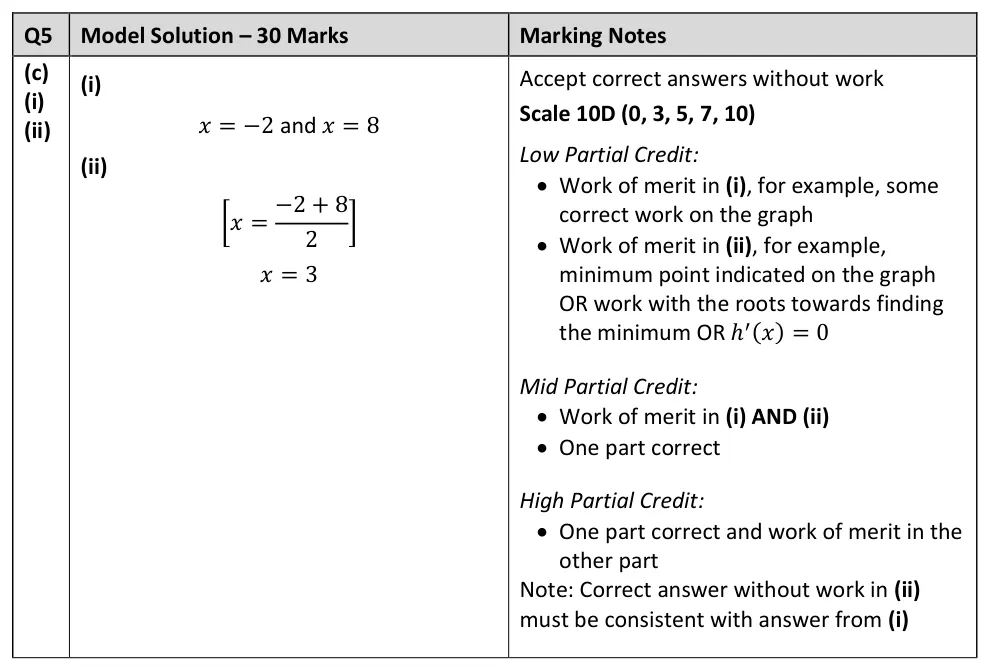 Q5 Model Solution – 30 Marks Marking Notes
(c)
(i)
(ii)
(i)
x = −2 and x = 8
(ii)
[x = (−2 + 8)/2]
x = 3
Accept correct answers without work
Scale 10D (0, 3, 5, 7, 10)
Low Partial Credit:
• Work of merit in (i), for example, some
correct work on the graph
• Work of merit in (ii), for example,
minimum point indicated on the graph
OR work with the roots towards finding
the minimum OR h′(x) = 0
Mid Partial Credit:
• Work of merit in (i) AND (ii)
• One part correct
High Partial Credit:
• One part correct and work of merit in the
other part
Note: Correct answer without work in (ii)
must be consistent with answer from (i)